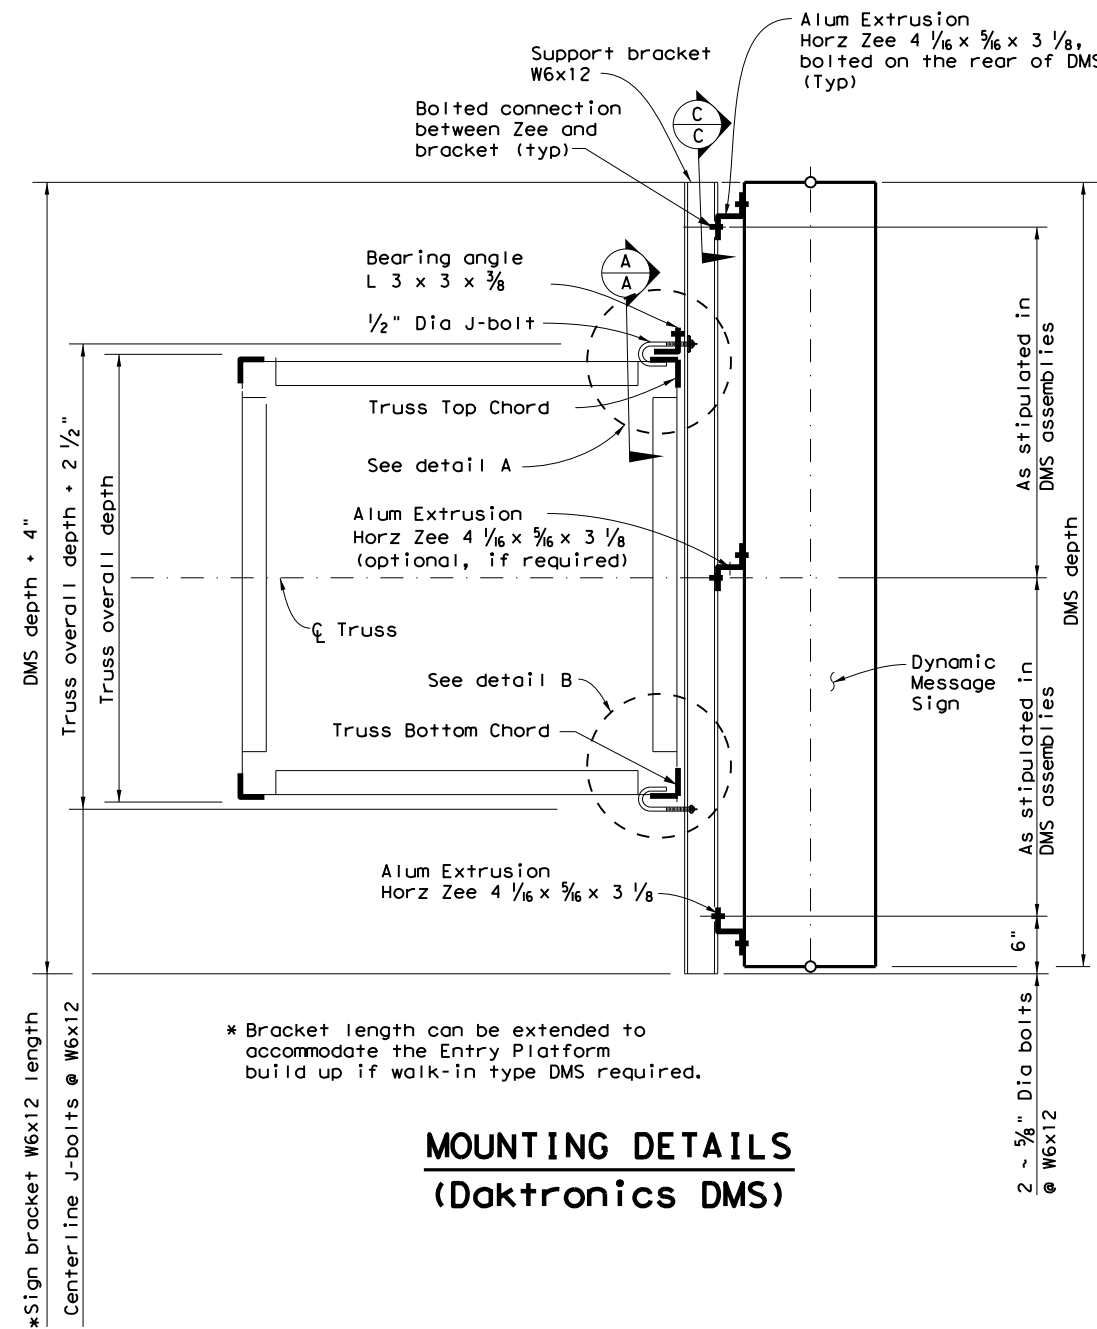 Alum Extrusion
Horz Zee 4 1/16 x 5/16 x 3 1/8,
bolted on the rear of DMS
(Typ)
Support bracket
W6x12
Bolted connection
between Zee and
bracket (typ)
C
C
Bearing angle
L 3 x 3 x 3/8
1/2" Dia J-bolt
A
A
Truss Top Chord
See detail A
Alum Extrusion
Horz Zee 4 1/16 x 5/16 x 3 1/8
(optional, if required)
℄ Truss
See detail B
Truss Bottom Chord
Alum Extrusion
Horz Zee 4 1/16 x 5/16 x 3 1/8
Dynamic
Message
Sign
DMS depth + 4"
Truss overall depth + 2 1/2"
Truss overall depth
As stipulated in
DMS assemblies
As stipulated in
DMS assemblies
DMS depth
6"
2 ~ 5/8" Dia bolts
@ W6x12
*Sign bracket W6x12 length
Centerline J-bolts @ W6x12
* Bracket length can be extended to
accommodate the Entry Platform
build up if walk-in type DMS required.
MOUNTING DETAILS
(Daktronics DMS)